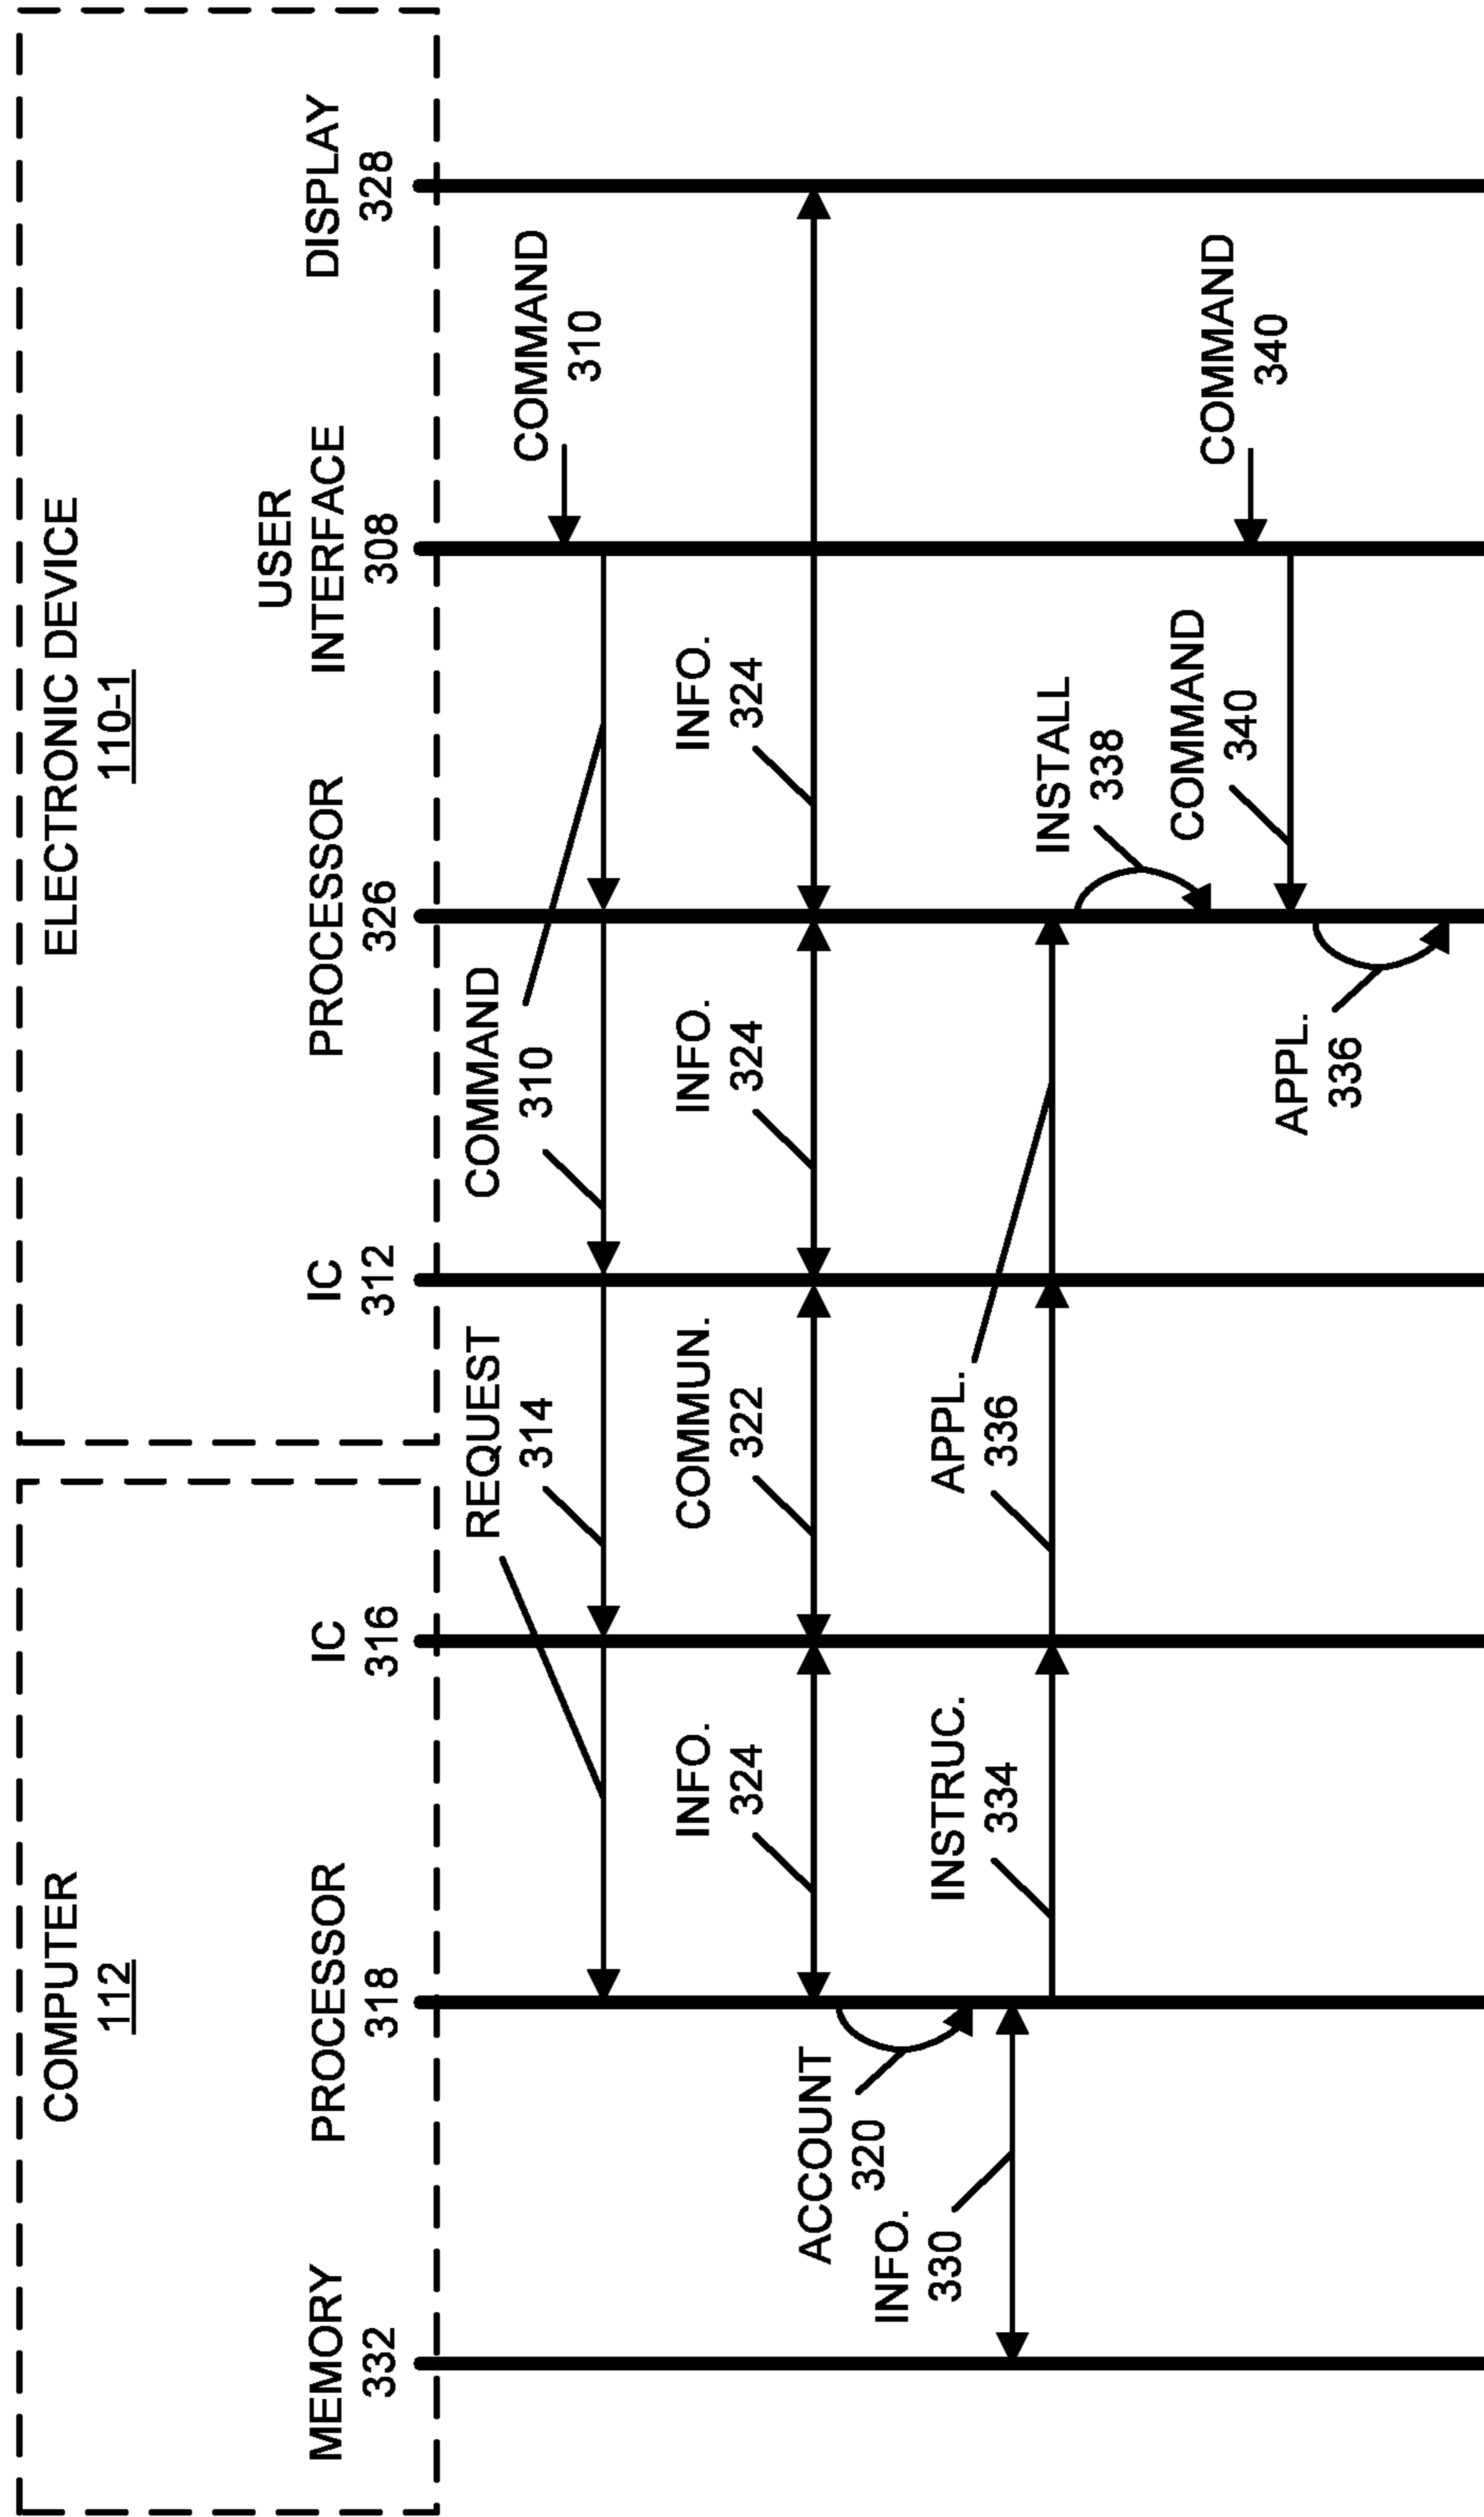 COMPUTER
112
ELECTRONIC DEVICE
110-1
MEMORY
332
PROCESSOR
318
IC
316
IC
312
PROCESSOR
326
USER
INTERFACE
308
DISPLAY
328
COMMAND
310
COMMAND
310
REQUEST
314
INFO.
324
COMMUN.
322
INFO.
324
INFO.
324
ACCOUNT
320
INFO.
330
INSTRUC.
334
APPL.
336
INSTALL
338
COMMAND
340
COMMAND
340
APPL.
336